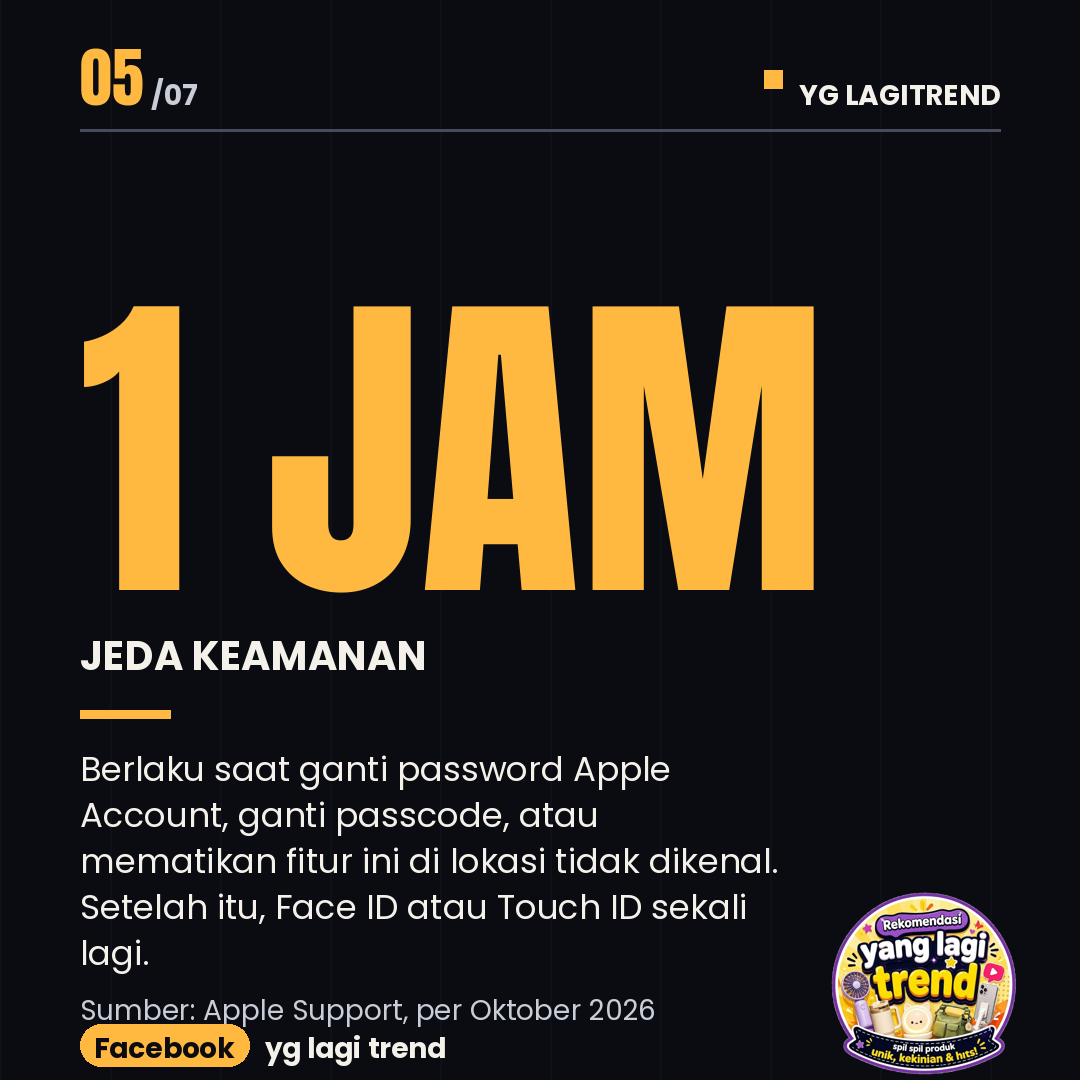 05 /07
YG LAGITREND
1 JAM
JEDA KEAMANAN
Berlaku saat ganti password Apple
Account, ganti passcode, atau
mematikan fitur ini di lokasi tidak dikenal.
Setelah itu, Face ID atau Touch ID sekali
lagi.
Sumber: Apple Support, per Oktober 2026
Facebook yg lagi trend
Rekomendasi
yang lagi
trend
spil spil produk
unik, kekinian & hits!